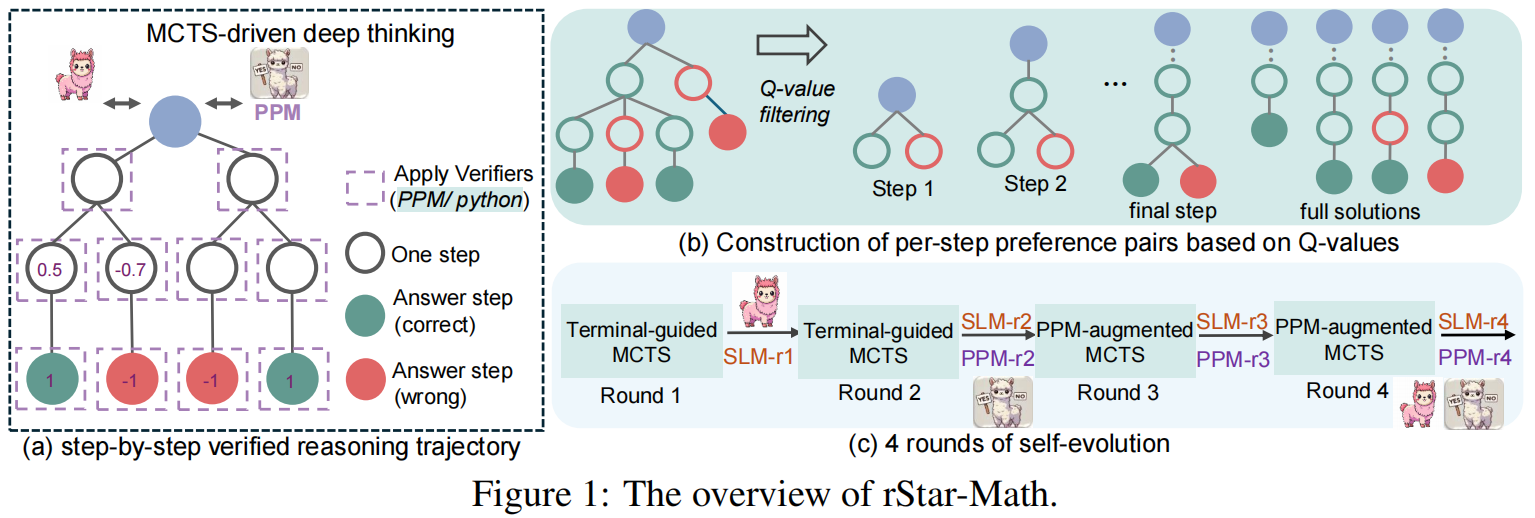 MCTS-driven deep thinking
PPM
YES
NO
Apply Verifiers
(PPM/ python)
One step
0.5
-0.7
Answer step
(correct)
Answer step
(wrong)
1
-1
-1
1
(a) step-by-step verified reasoning trajectory
Q-value
filtering
...
Step 1
Step 2
final step
full solutions
(b) Construction of per-step preference pairs based on Q-values
Terminal-guided
MCTS
Round 1
SLM-r1
Terminal-guided
MCTS
Round 2
SLM-r2
PPM-r2
YES
NO
PPM-augmented
MCTS
Round 3
SLM-r3
PPM-r3
PPM-augmented
MCTS
Round 4
SLM-r4
PPM-r4
YES
NO
(c) 4 rounds of self-evolution
Figure 1: The overview of rStar-Math.